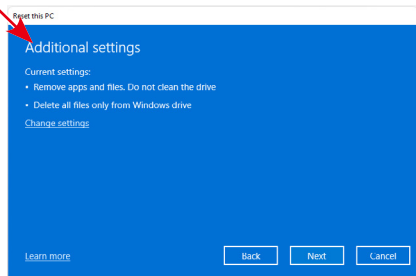 Reset this PC
Additional settings
Current settings:
• Remove apps and files. Do not clean the drive
• Delete all files only from Windows drive
Change settings
Learn more
Back
Next
Cancel